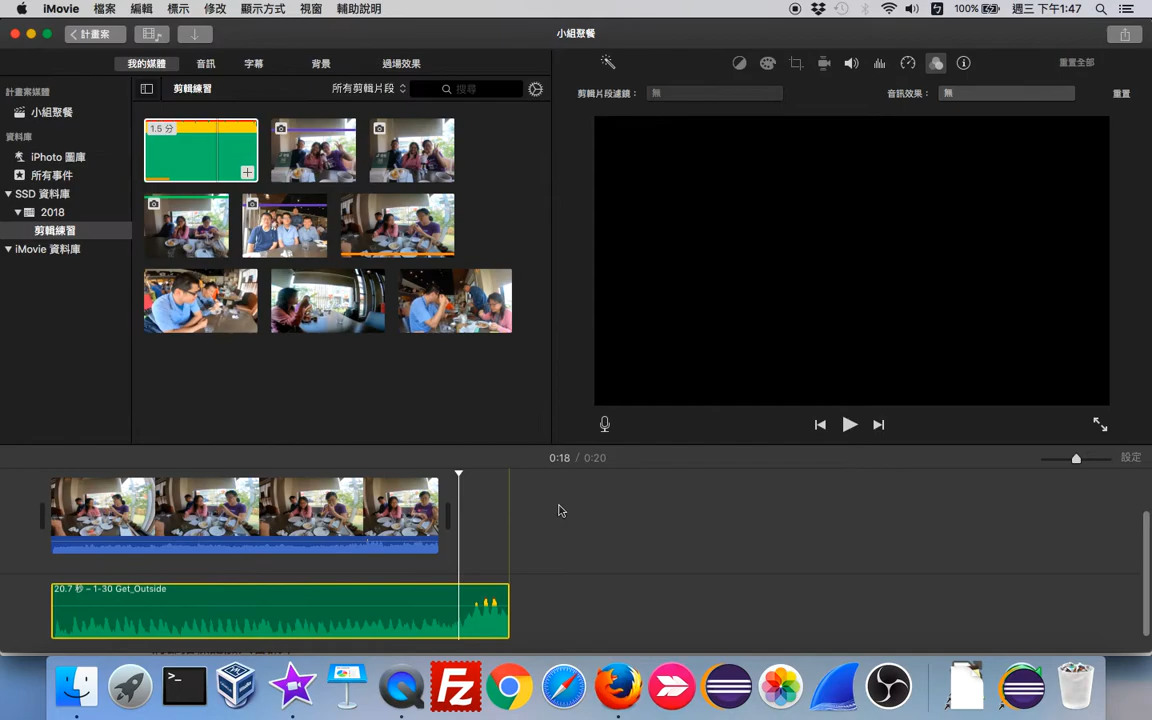 iMovie 檔案 編輯 標示 修改 顯示方式 視窗 輔助說明 100% 週三 下午1:47
計畫案 小組聚餐
我的媒體 音訊 字幕 背景 過場效果 重置全部
計畫案媒體
小組聚餐
資料庫
iPhoto 圖庫
所有事件
SSD 資料庫
2018
剪輯練習
iMovie 資料庫
剪輯練習 所有剪輯片段 搜尋
1.5 分
剪輯片段濾鏡： 無 音訊效果： 無 重置
0:18 / 0:20 設定
20.7 秒 – 1-30 Get_Outside